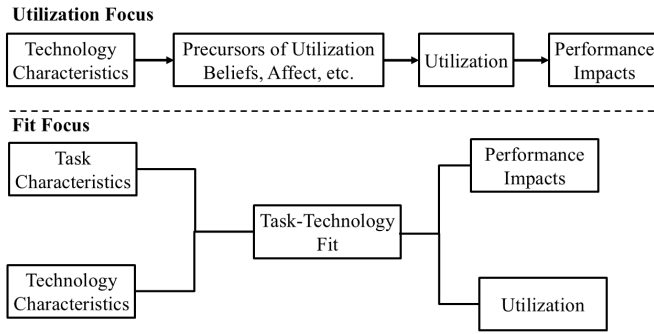 Utilization Focus
Technology
Characteristics
Precursors of Utilization
Beliefs, Affect, etc.
Utilization
Performance
Impacts
Fit Focus
Task
Characteristics
Performance
Impacts
Task-Technology
Fit
Technology
Characteristics
Utilization